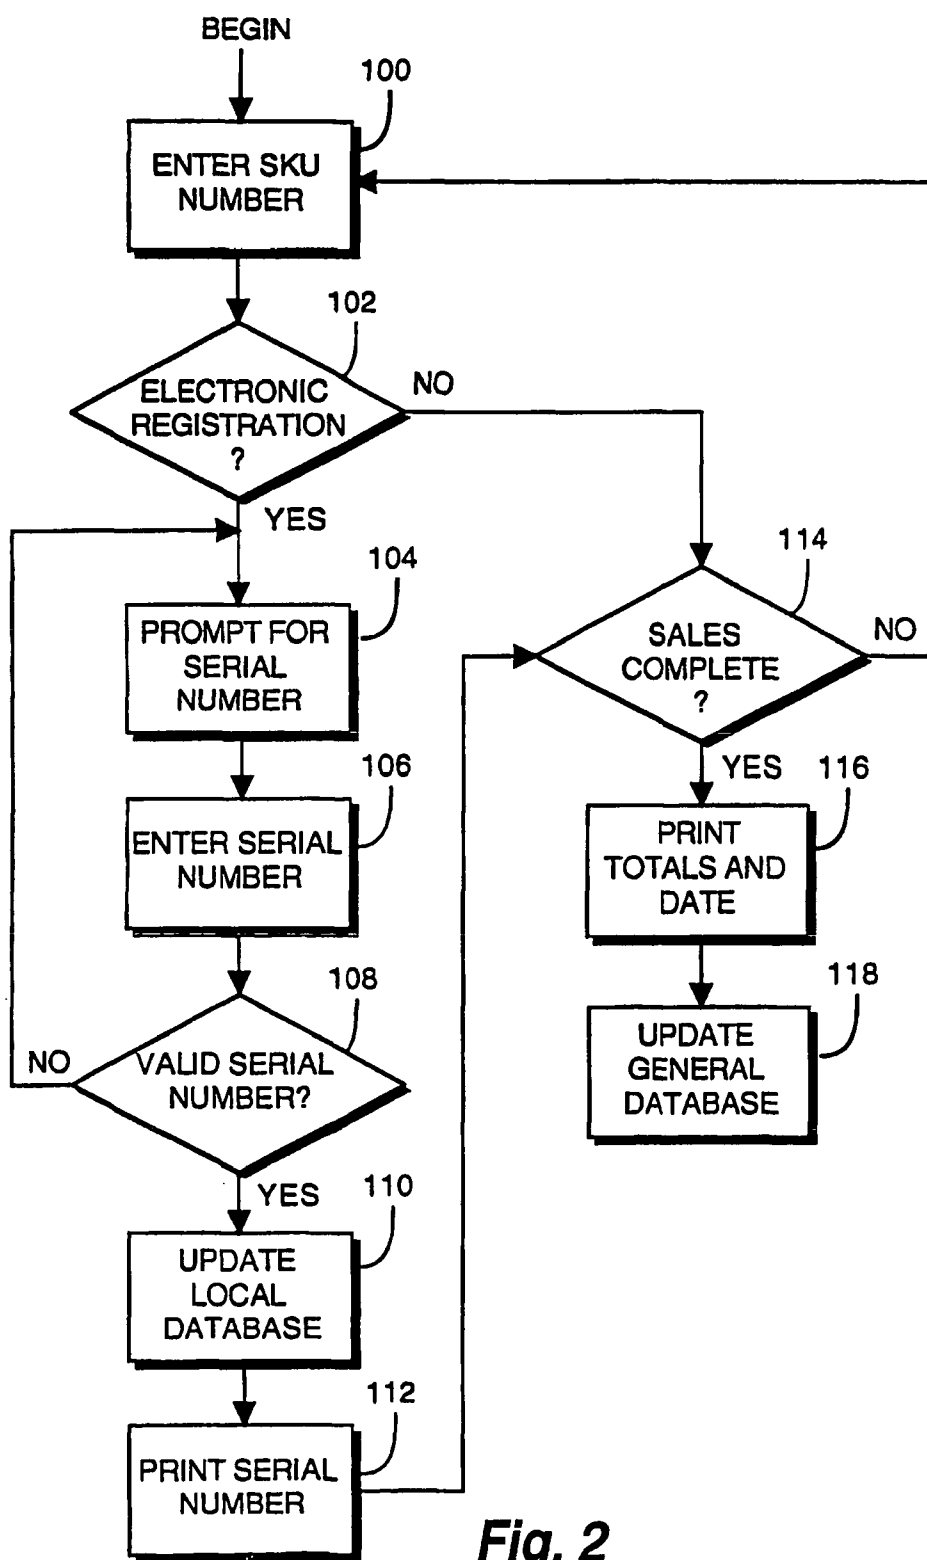 BEGIN
100
ENTER SKU
NUMBER
102
ELECTRONIC
REGISTRATION
?
NO
YES
104
PROMPT FOR
SERIAL
NUMBER
106
ENTER SERIAL
NUMBER
108
VALID SERIAL
NUMBER?
NO
YES
110
UPDATE
LOCAL
DATABASE
112
PRINT SERIAL
NUMBER
114
SALES
COMPLETE
?
NO
YES
116
PRINT
TOTALS AND
DATE
118
UPDATE
GENERAL
DATABASE
Fig. 2